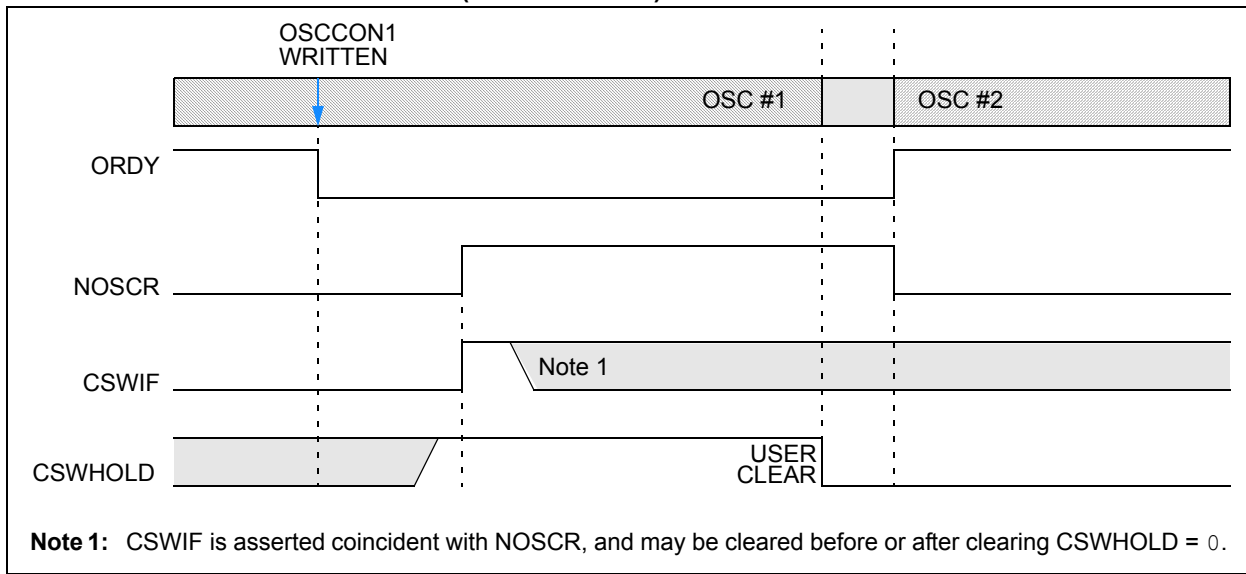 OSCCON1
WRITTEN
OSC #1
OSC #2
ORDY
NOSCR
CSWIF
Note 1
CSWHOLD
USER
CLEAR
Note 1: CSWIF is asserted coincident with NOSCR, and may be cleared before or after clearing CSWHOLD = 0.